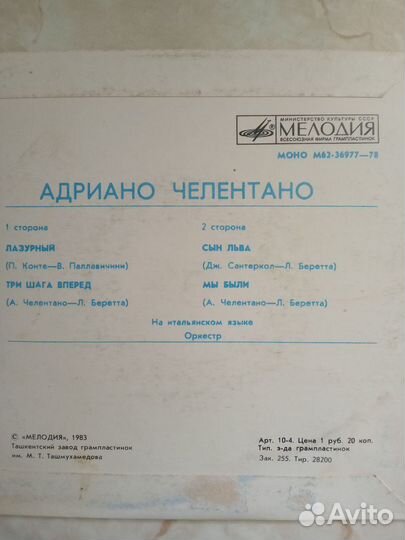 МИНИСТЕРСТВО КУЛЬТУРЫ СССР
МЕЛОДИЯ
ВСЕСОЮЗНАЯ ФИРМА ГРАМПЛАСТИНОК
МОНО М62-36977—78
АДРИАНО ЧЕЛЕНТАНО
1 сторона
ЛАЗУРНЫЙ
(П. Конте—В. Паллавичини)
ТРИ ШАГА ВПЕРЕД
(А. Челентано—Л. Беретта)
2 сторона
СЫН ЛЬВА
(Дж. Сантеркол—Л. Беретта)
МЫ БЫЛИ
(А. Челентано—Л. Беретта)
На итальянском языке
Оркестр
© «МЕЛОДИЯ», 1983
Ташкентский завод грампластинок
им. М. Т. Ташмухамедова
Арт. 10-4. Цена 1 руб. 20 коп.
Тип. з-да грампластинок
Зак. 255. Тир. 28200
Avito